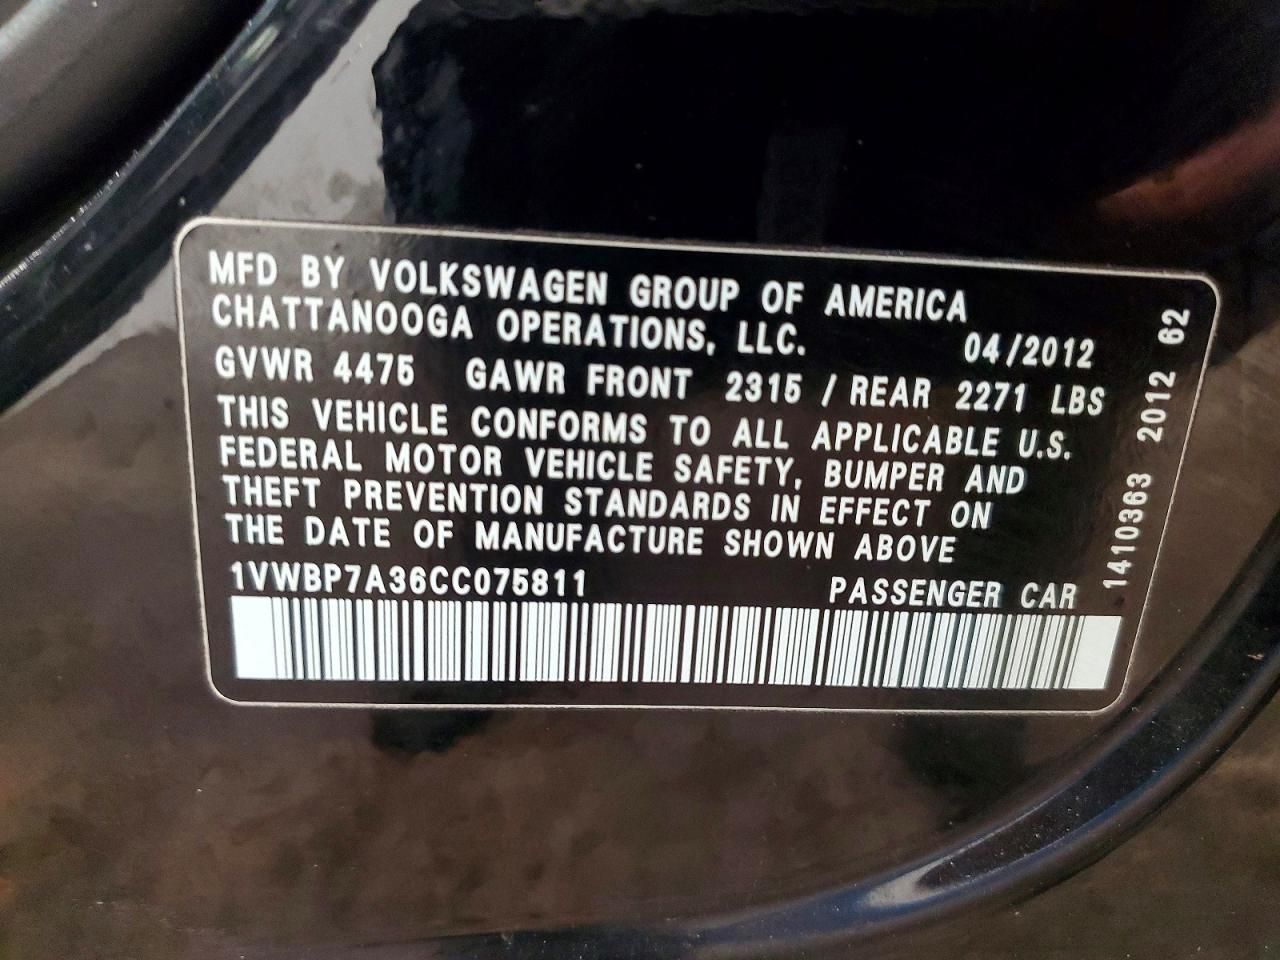 MFD BY VOLKSWAGEN GROUP OF AMERICA
CHATTANOOGA OPERATIONS, LLC. 04/2012
GVWR 4475 GAWR FRONT 2315 / REAR 2271 LBS
THIS VEHICLE CONFORMS TO ALL APPLICABLE U.S.
FEDERAL MOTOR VEHICLE SAFETY, BUMPER AND
THEFT PREVENTION STANDARDS IN EFFECT ON
THE DATE OF MANUFACTURE SHOWN ABOVE
1VWBP7A36CC075811 PASSENGER CAR
1410363 2012 62